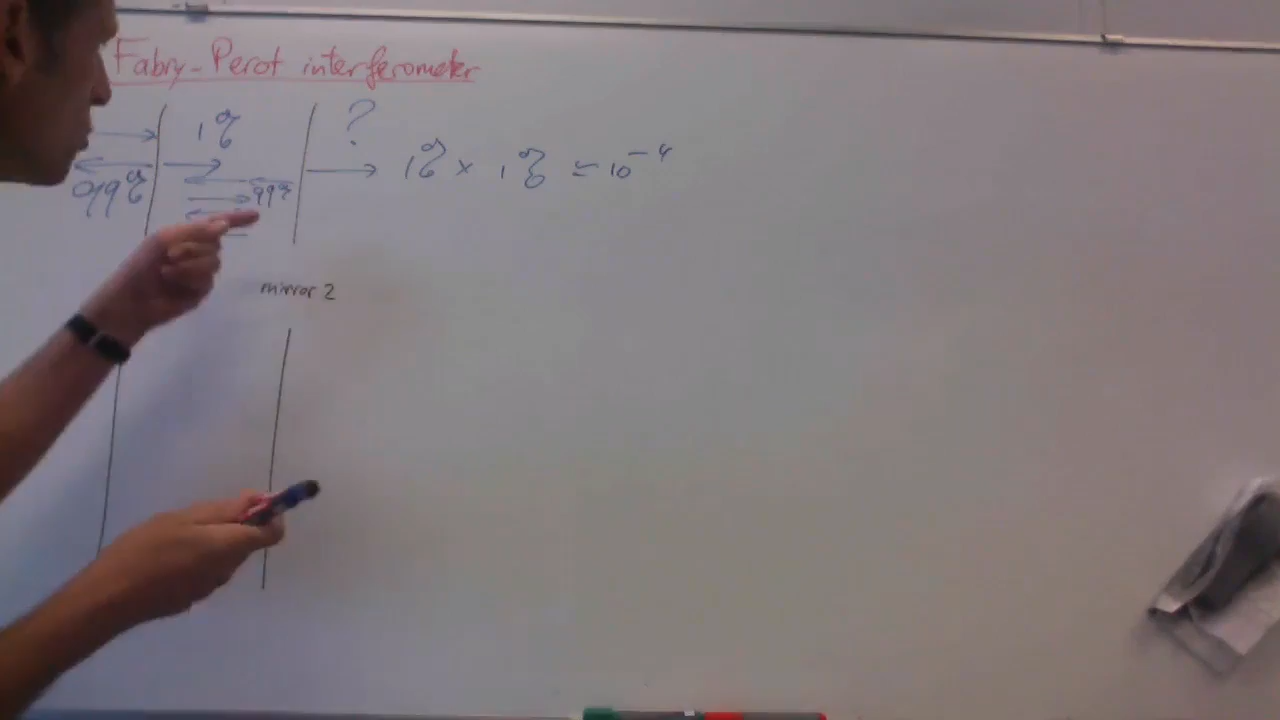 Fabry-Perot interferometer
1% ?
99% 99% 1% × 1% = 10⁻⁴
mirror 2